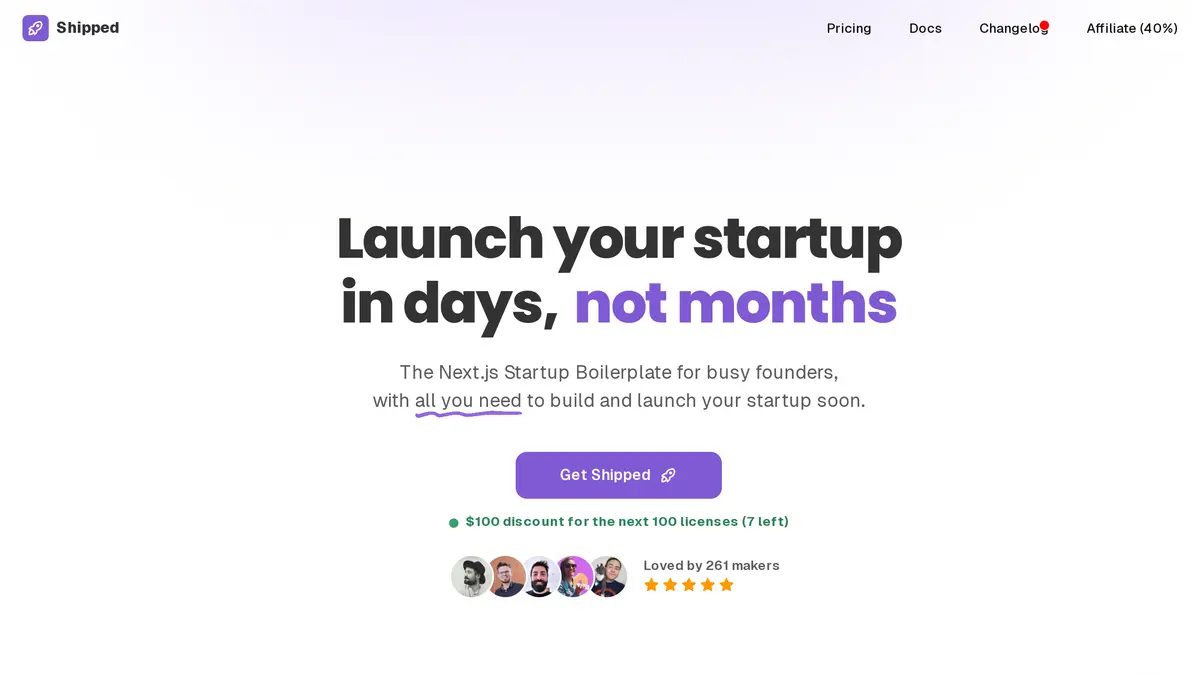 Shipped
Pricing
Docs
Changelog
Affiliate (40%)
Launch your startup
in days, not months
The Next.js Startup Boilerplate for busy founders,
with all you need to build and launch your startup soon.
Get Shipped
$100 discount for the next 100 licenses (7 left)
Loved by 261 makers